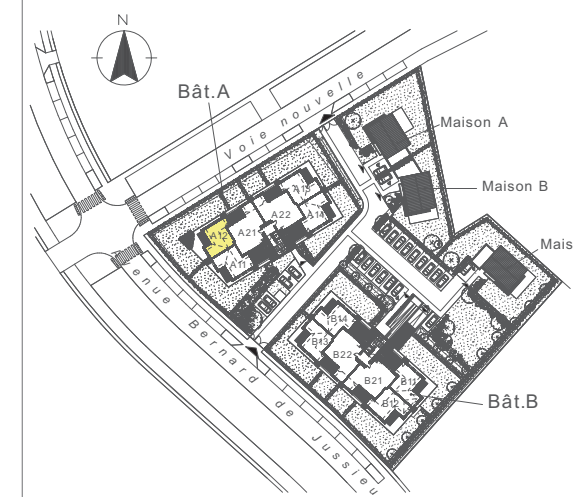 N
Bât.A
Voie nouvelle
Maison A
Maison B
Mais
A13
A22
A14
A12
A21
A11
enue Bernard de Jussieu
B14
B13
B22
B21
B11
B12
Bât.B